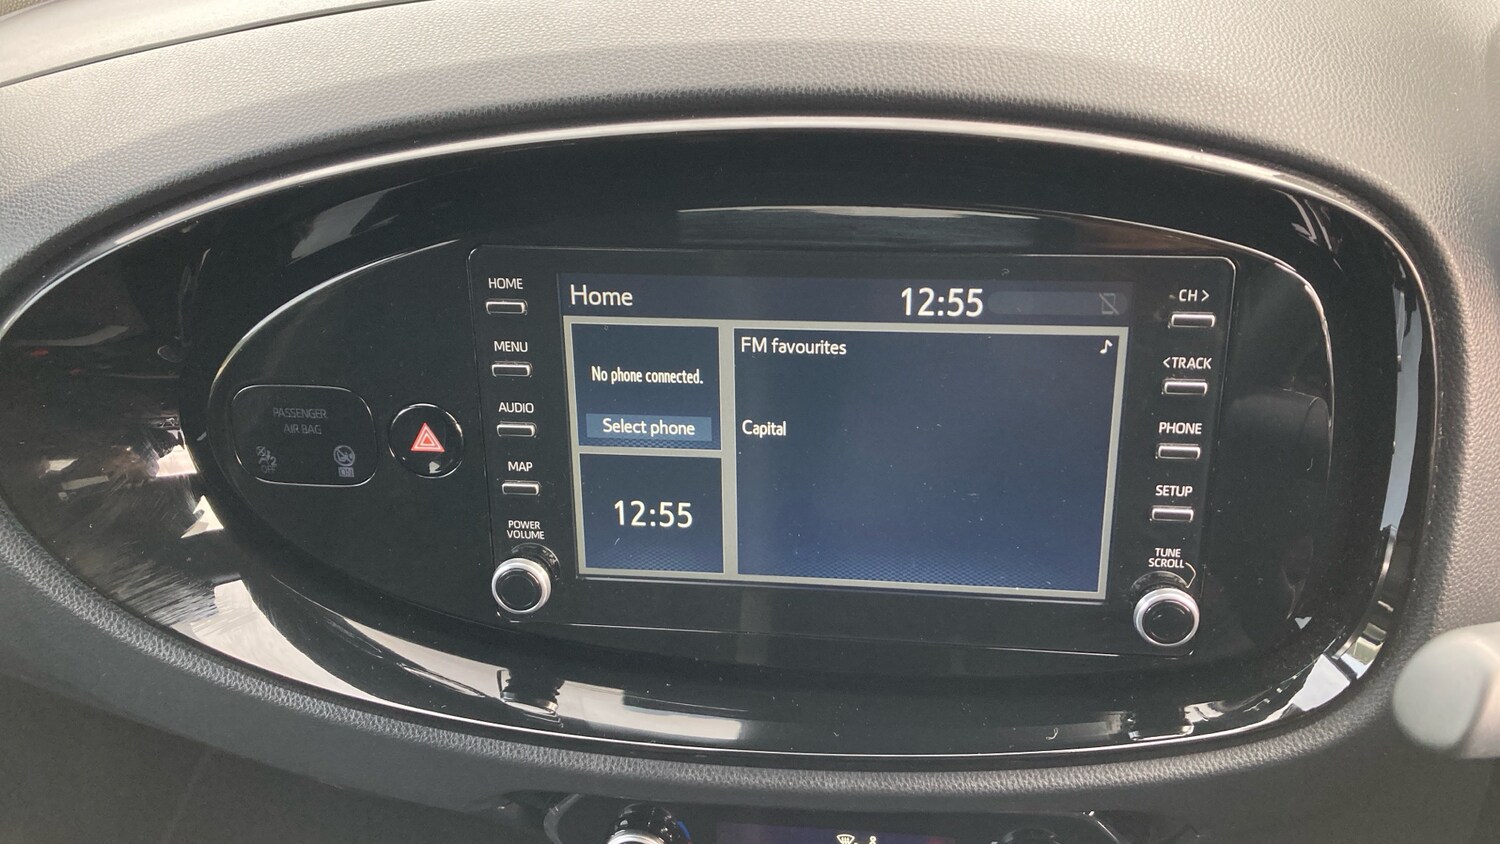 HOME
MENU
AUDIO
MAP
POWER
VOLUME
PASSENGER
AIR BAG
OFF
Home
12:55
No phone connected.
Select phone
12:55
FM favourites
Capital
CH >
< TRACK
PHONE
SETUP
TUNE
SCROLL